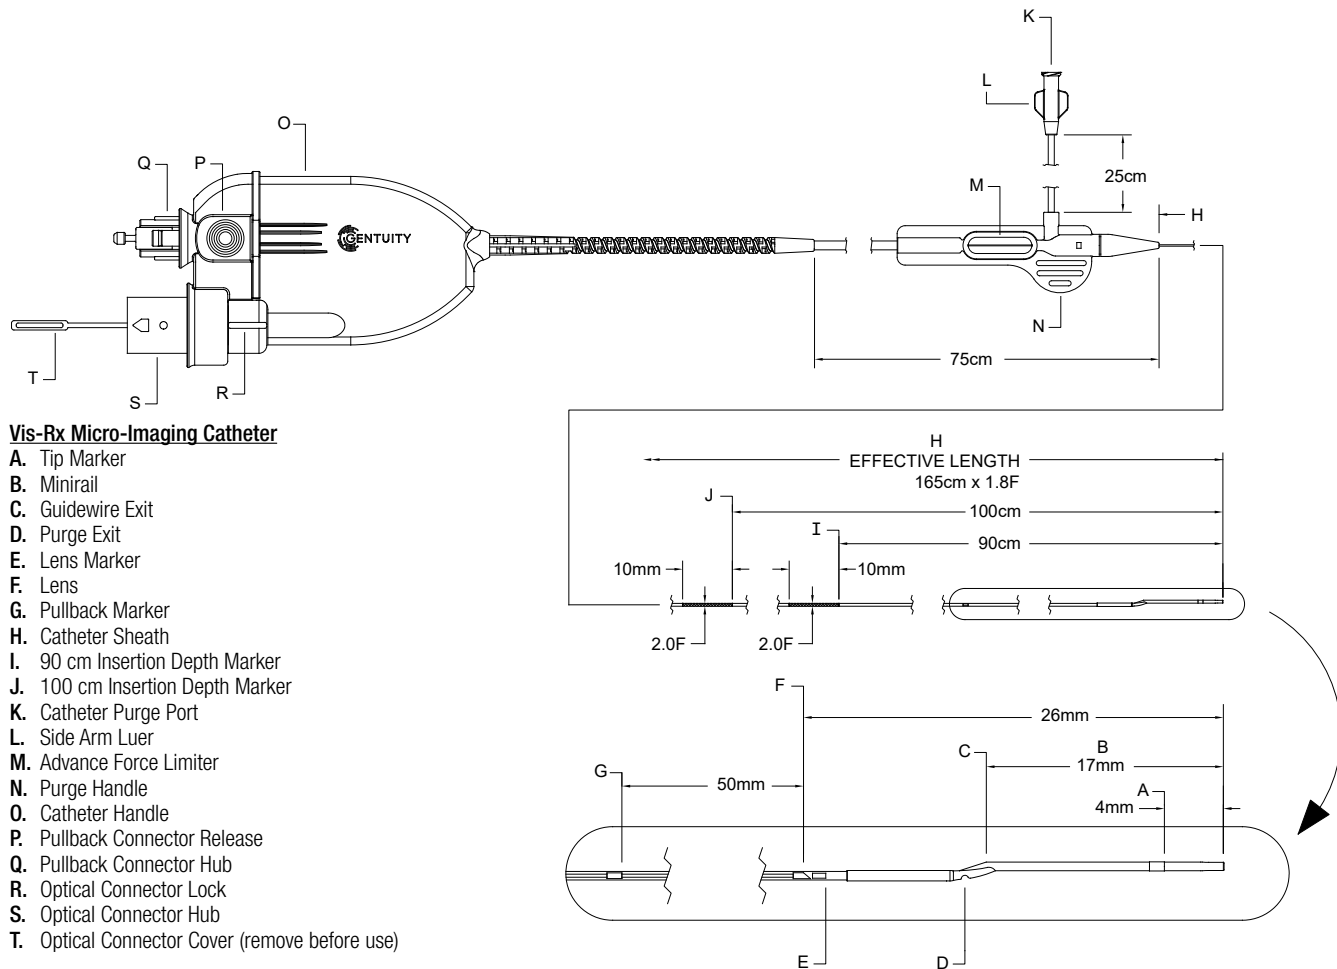 K
L
O
Q
P
M
25cm
H
GENTUITY
N
75cm
T
R
S
Vis-Rx Micro-Imaging Catheter
A. Tip Marker
B. Minirail
C. Guidewire Exit
D. Purge Exit
E. Lens Marker
F. Lens
G. Pullback Marker
H. Catheter Sheath
I. 90 cm Insertion Depth Marker
J. 100 cm Insertion Depth Marker
K. Catheter Purge Port
L. Side Arm Luer
M. Advance Force Limiter
N. Purge Handle
O. Catheter Handle
P. Pullback Connector Release
Q. Pullback Connector Hub
R. Optical Connector Lock
S. Optical Connector Hub
T. Optical Connector Cover (remove before use)
H
EFFECTIVE LENGTH
165cm x 1.8F
J
100cm
I
90cm
10mm
10mm
2.0F
2.0F
F
26mm
C
B
17mm
G
50mm
A
4mm
E
D